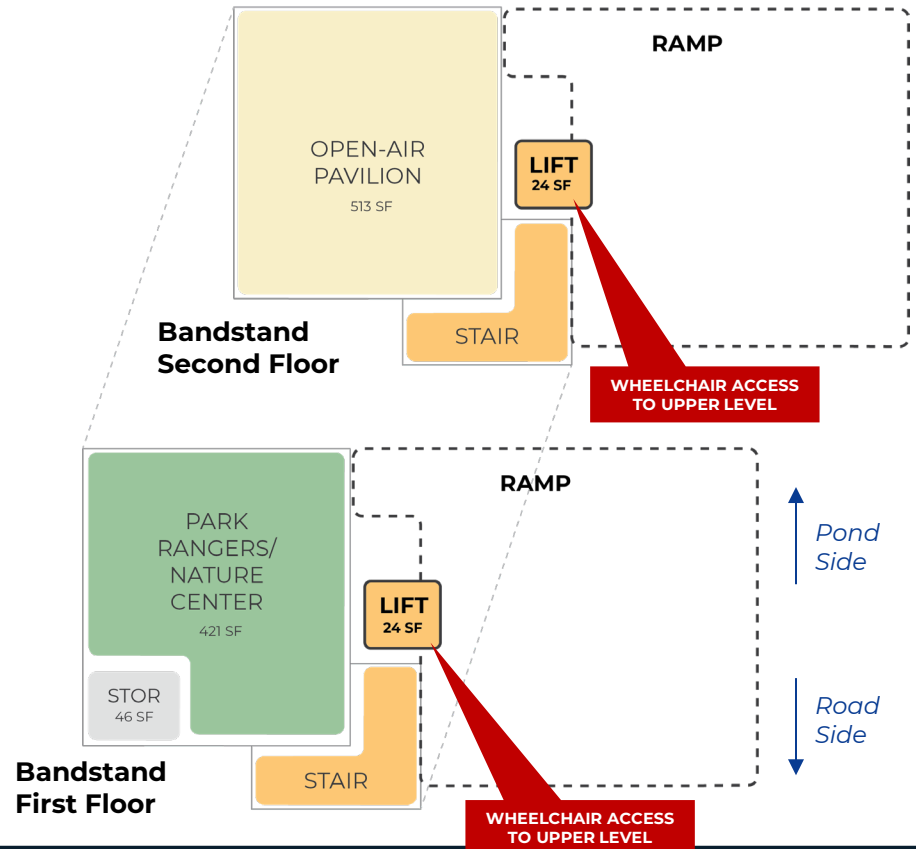 RAMP
OPEN-AIR
PAVILION
513 SF
LIFT
24 SF
STAIR
Bandstand
Second Floor
WHEELCHAIR ACCESS
TO UPPER LEVEL
RAMP
PARK
RANGERS/
NATURE
CENTER
421 SF
LIFT
24 SF
Pond
Side
STOR
46 SF
Road
Side
STAIR
Bandstand
First Floor
WHEELCHAIR ACCESS
TO UPPER LEVEL